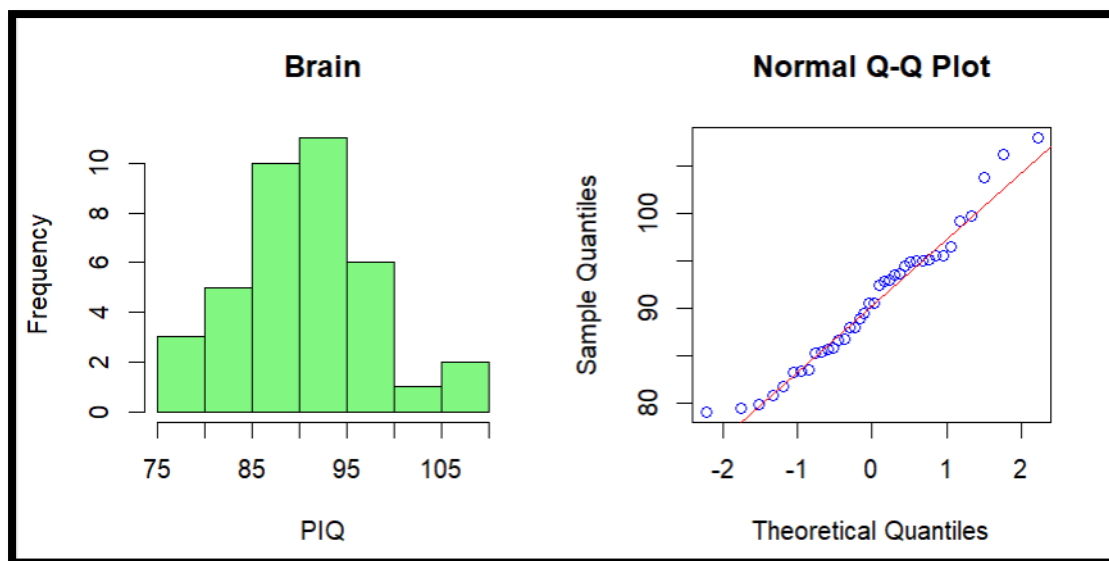 Brain
Frequency
0 2 4 6 8 10
75 85 95 105
PIQ
Normal Q-Q Plot
Sample Quantiles
80 90 100
-2 -1 0 1 2
Theoretical Quantiles